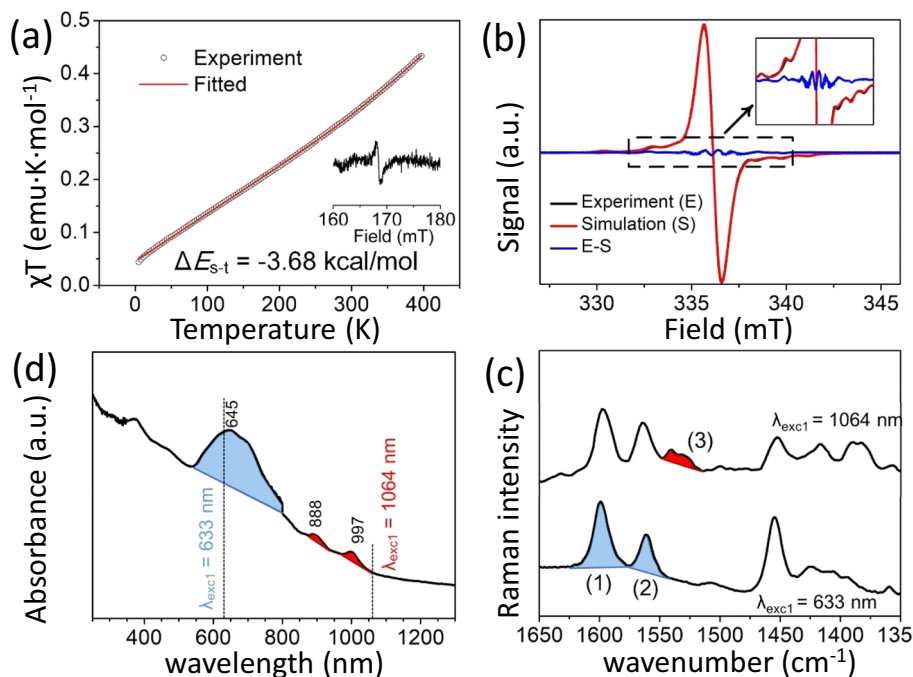 (a)
χT (emu·K·mol-1)
0.5
0.4
0.3
0.2
0.1
0.0
Experiment
Fitted
160 170 180
Field (mT)
ΔEs-t = -3.68 kcal/mol
0 100 200 300 400
Temperature (K)
(b)
Signal (a.u.)
Experiment (E)
Simulation (S)
E-S
330 335 340 345
Field (mT)
(d)
Absorbance (a.u.)
645
888
997
λexc1 = 633 nm
λexc1 = 1064 nm
400 600 800 1000 1200
wavelength (nm)
(c)
Raman intensity
λexc1 = 1064 nm
(3)
(1)
(2)
λexc1 = 633 nm
1650 1600 1550 1500 1450 1400 135
wavenumber (cm-1)